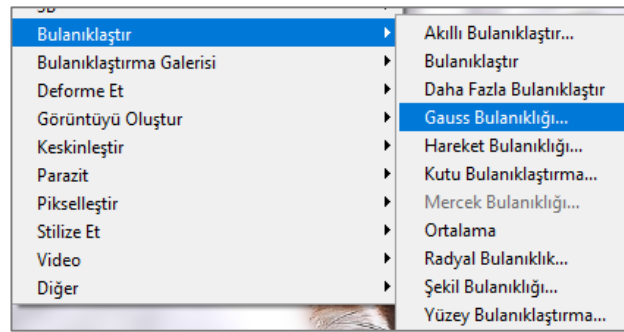 Bulanıklaştır
Bulanıklaştırma Galerisi
Deforme Et
Görüntüyü Oluştur
Keskinleştir
Parazit
Pikselleştir
Stilize Et
Video
Diğer
Akıllı Bulanıklaştır...
Bulanıklaştır
Daha Fazla Bulanıklaştır
Gauss Bulanıklığı...
Hareket Bulanıklığı...
Kutu Bulanıklaştırma...
Mercek Bulanıklığı...
Ortalama
Radyal Bulanıklık...
Şekil Bulanıklığı...
Yüzey Bulanıklaştırma...